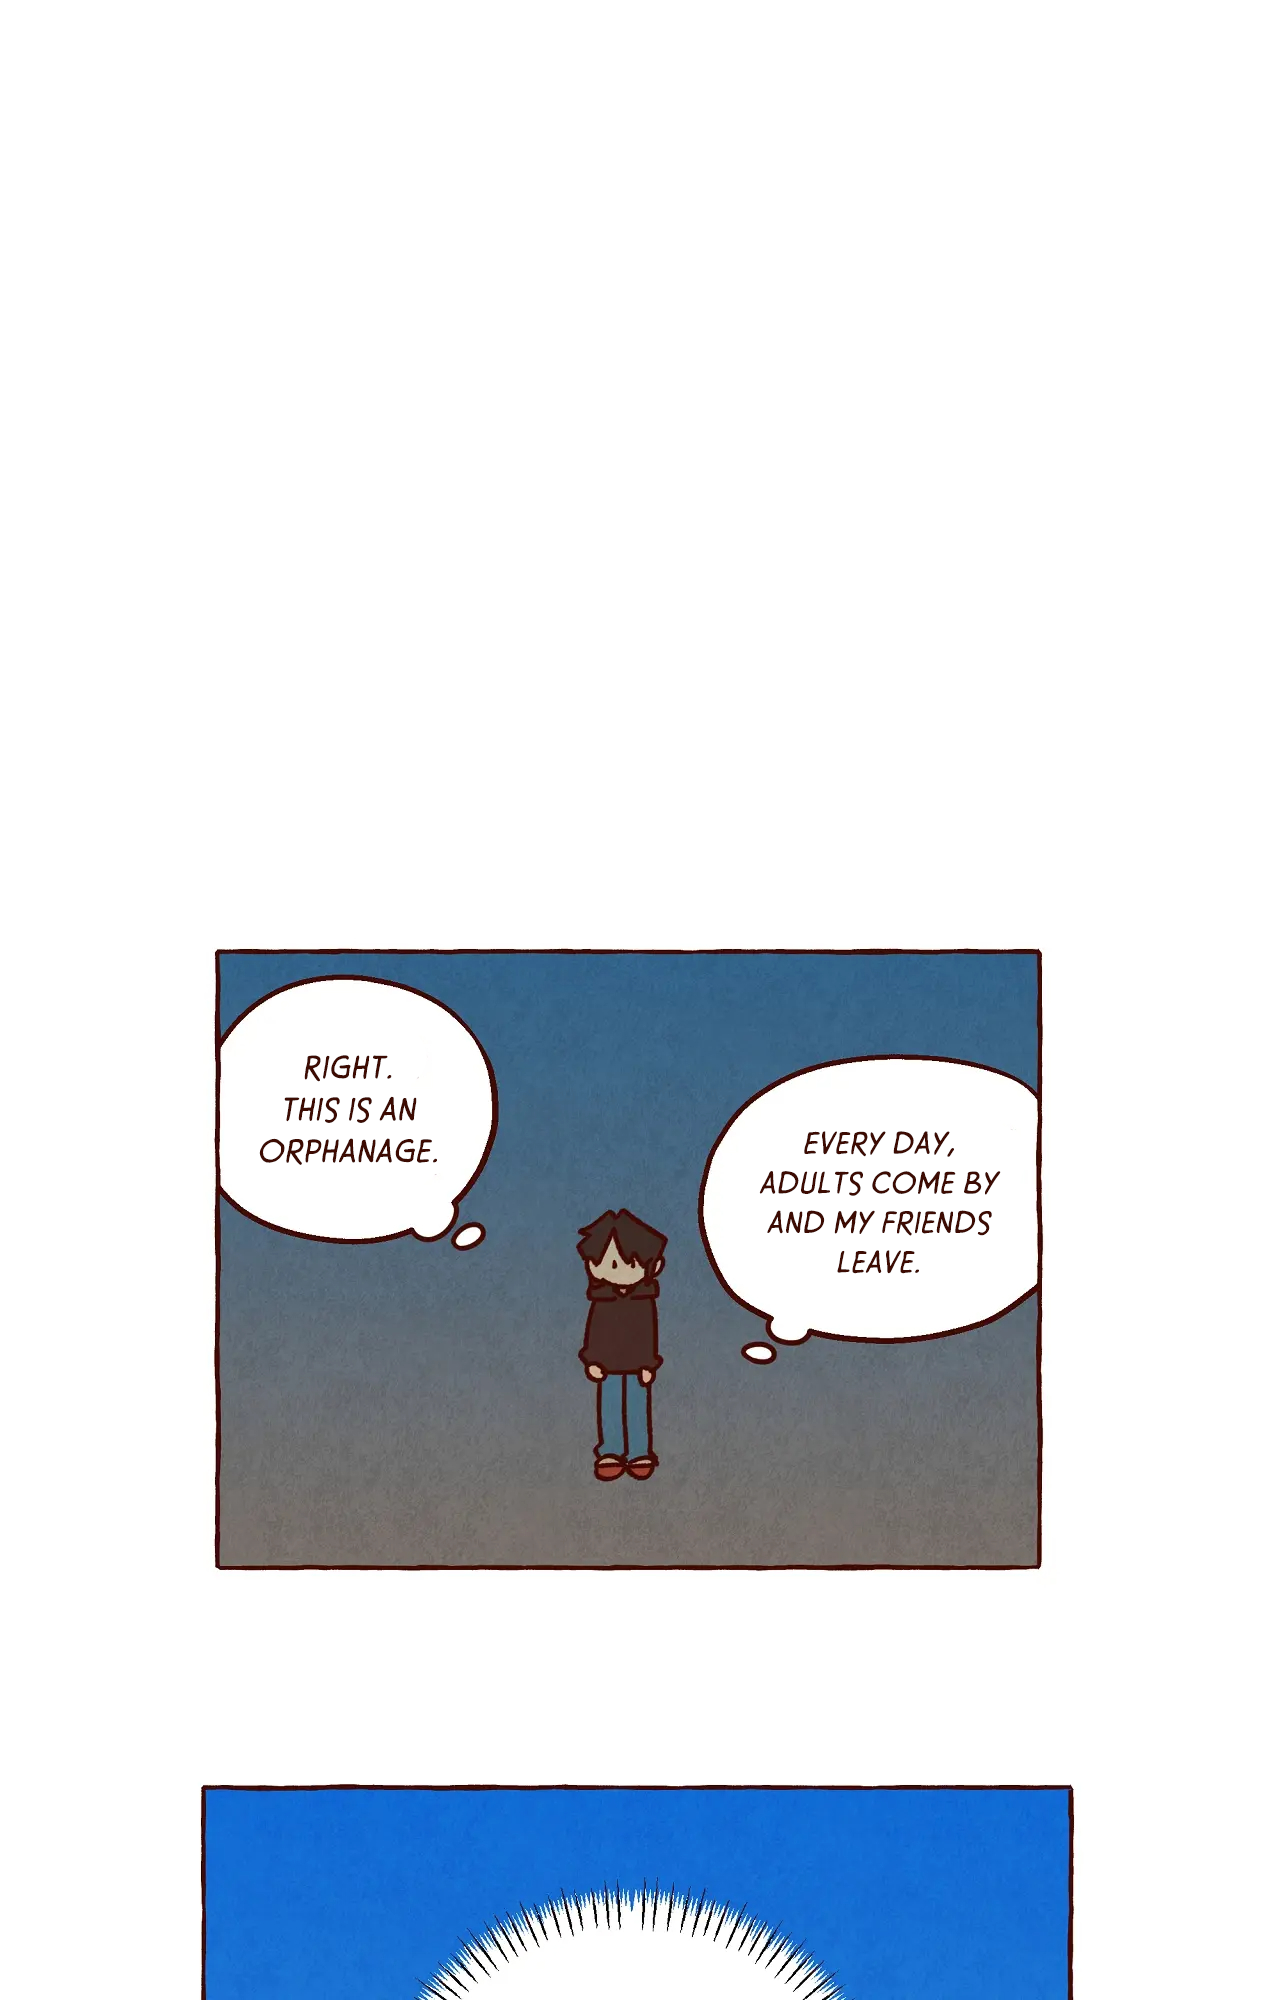 RIGHT.
THIS IS AN
ORPHANAGE.
EVERY DAY,
ADULTS COME BY
AND MY FRIENDS
LEAVE.